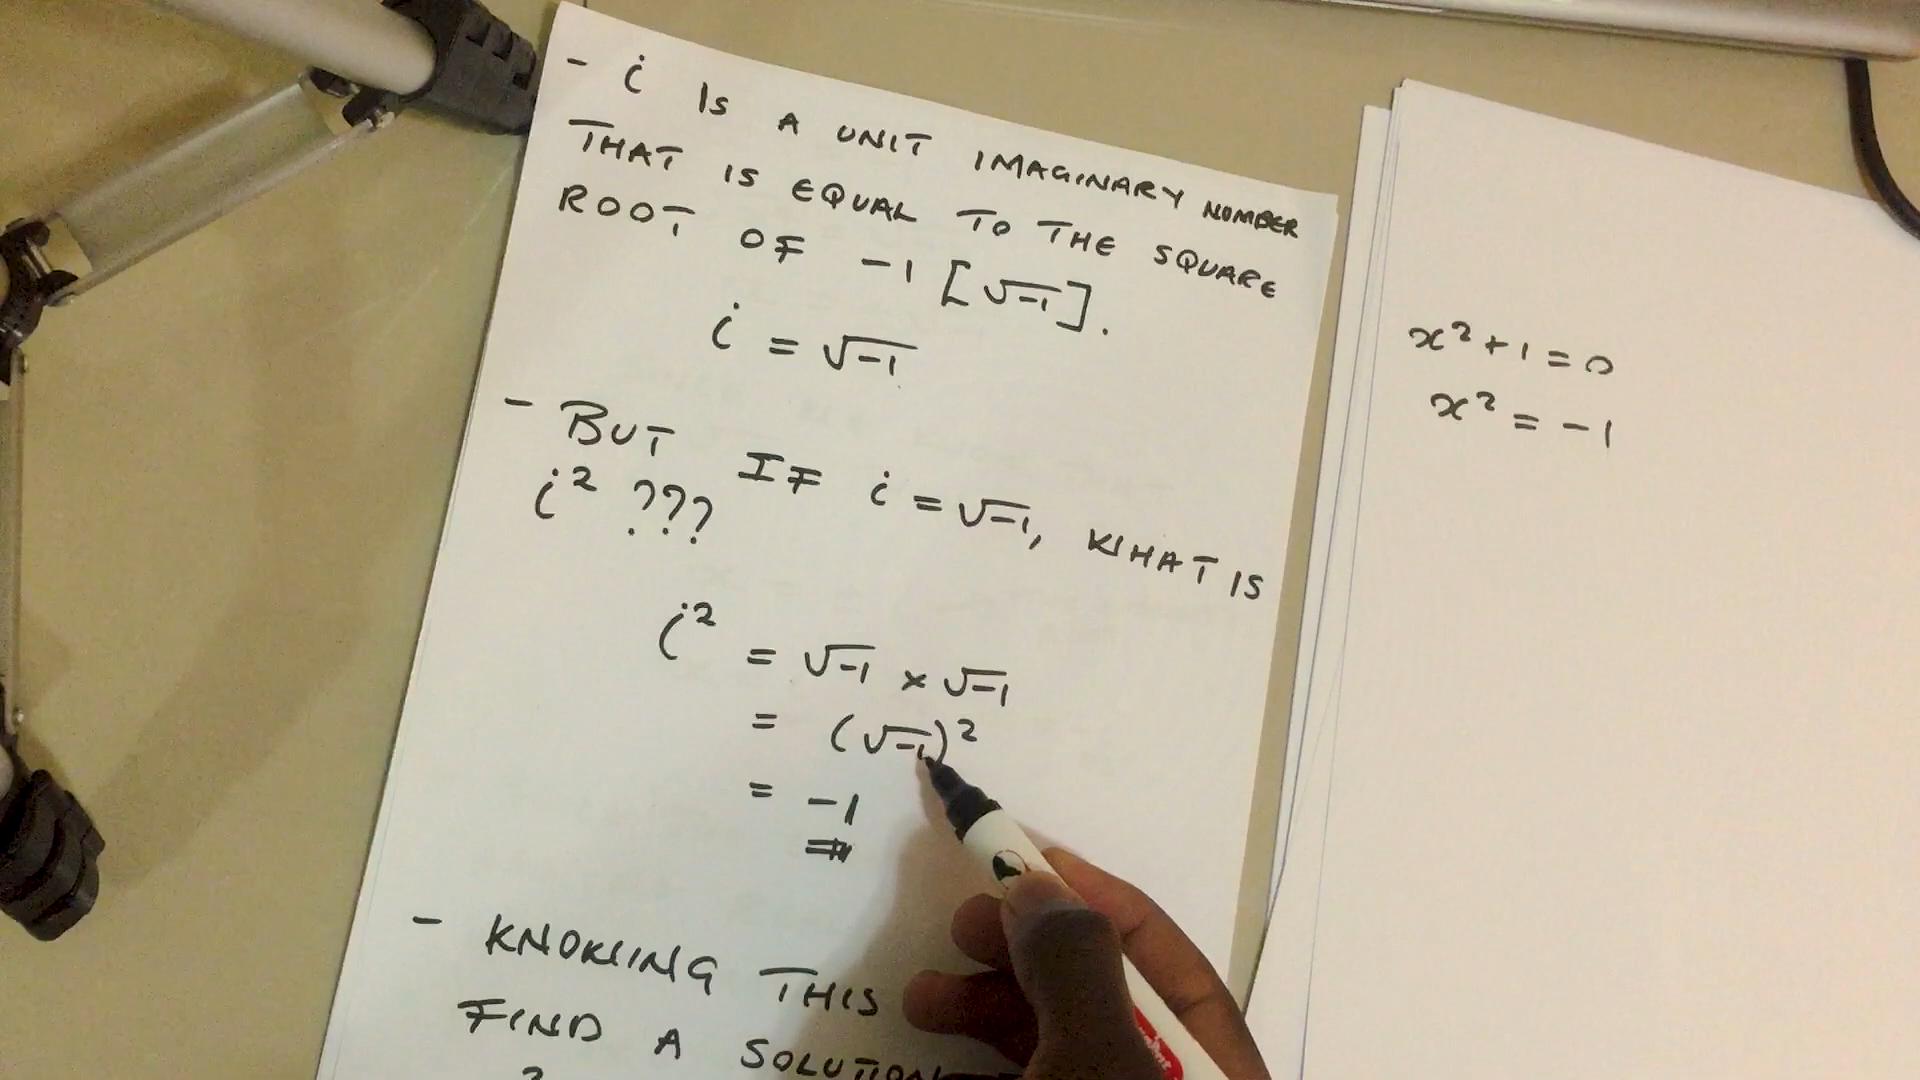 - i IS A UNIT IMAGINARY NUMBER
THAT IS EQUAL TO THE SQUARE
ROOT OF -1 [√-1].
i = √-1
- BUT IF i = √-1, WHAT IS
i² ???
i² = √-1 × √-1
= (√-1)²
= -1
- KNOWING THIS
FIND A SOLUTION
2
x² + 1 = 0
x² = -1